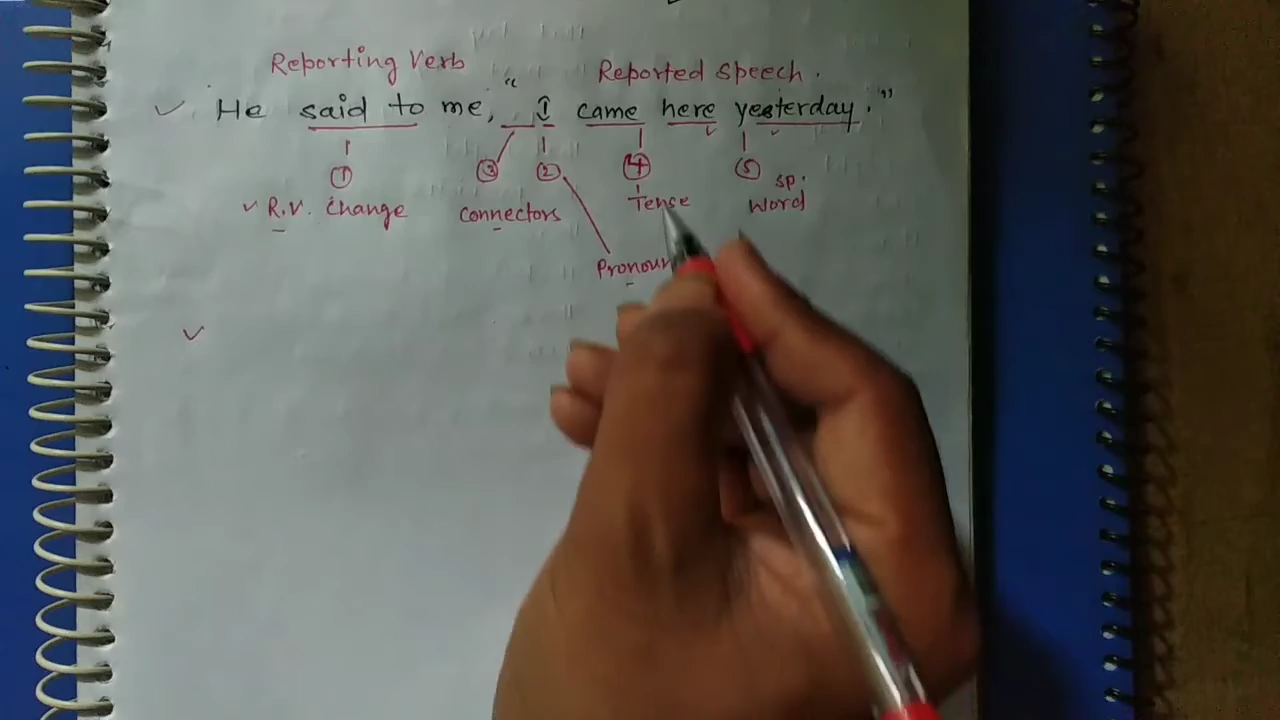 Reporting Verb Reported speech.
He said to me, "I came here yesterday."
① ③ ② ④ ⑤
R.V. Change connectors Tense sp. Word
Pronoun